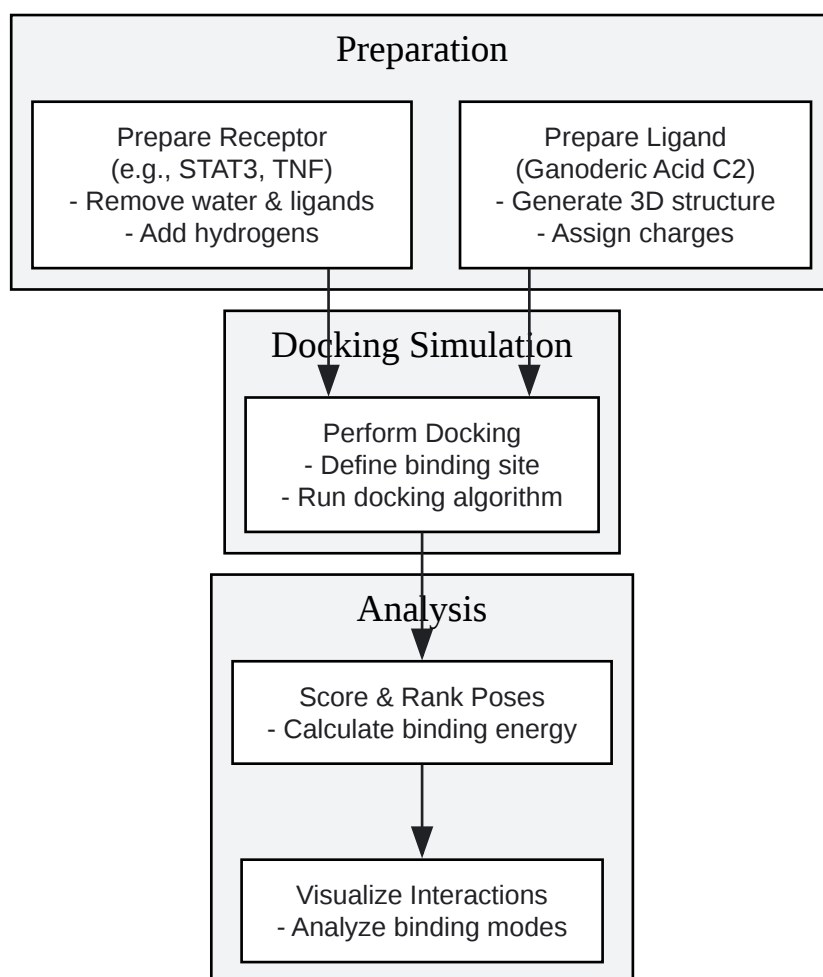 Preparation
Prepare Receptor
(e.g., STAT3, TNF)
- Remove water & ligands
- Add hydrogens
Prepare Ligand
(Ganoderic Acid C2)
- Generate 3D structure
- Assign charges
Docking Simulation
Perform Docking
- Define binding site
- Run docking algorithm
Analysis
Score & Rank Poses
- Calculate binding energy
Visualize Interactions
- Analyze binding modes